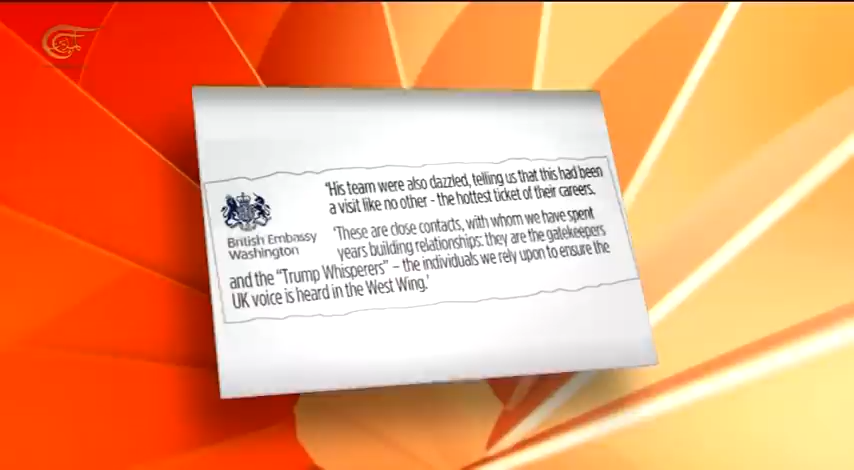 الميادين
'His team were also dazzled, telling us that this had been
a visit like no other - the hottest ticket of their careers.
British Embassy
Washington
'These are close contacts, with whom we have spent
years building relationships: they are the gatekeepers
and the "Trump Whisperers" – the individuals we rely upon to ensure the
UK voice is heard in the West Wing.'